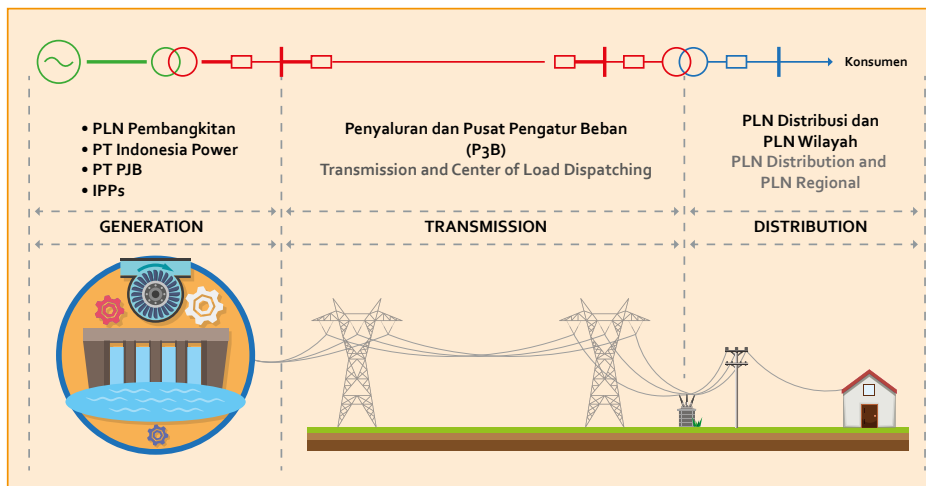 Konsumen
• PLN Pembangkitan
• PT Indonesia Power
• PT PJB
• IPPs
Penyaluran dan Pusat Pengatur Beban
(P3B)
Transmission and Center of Load Dispatching
PLN Distribusi dan
PLN Wilayah
PLN Distribution and
PLN Regional
GENERATION
TRANSMISSION
DISTRIBUTION